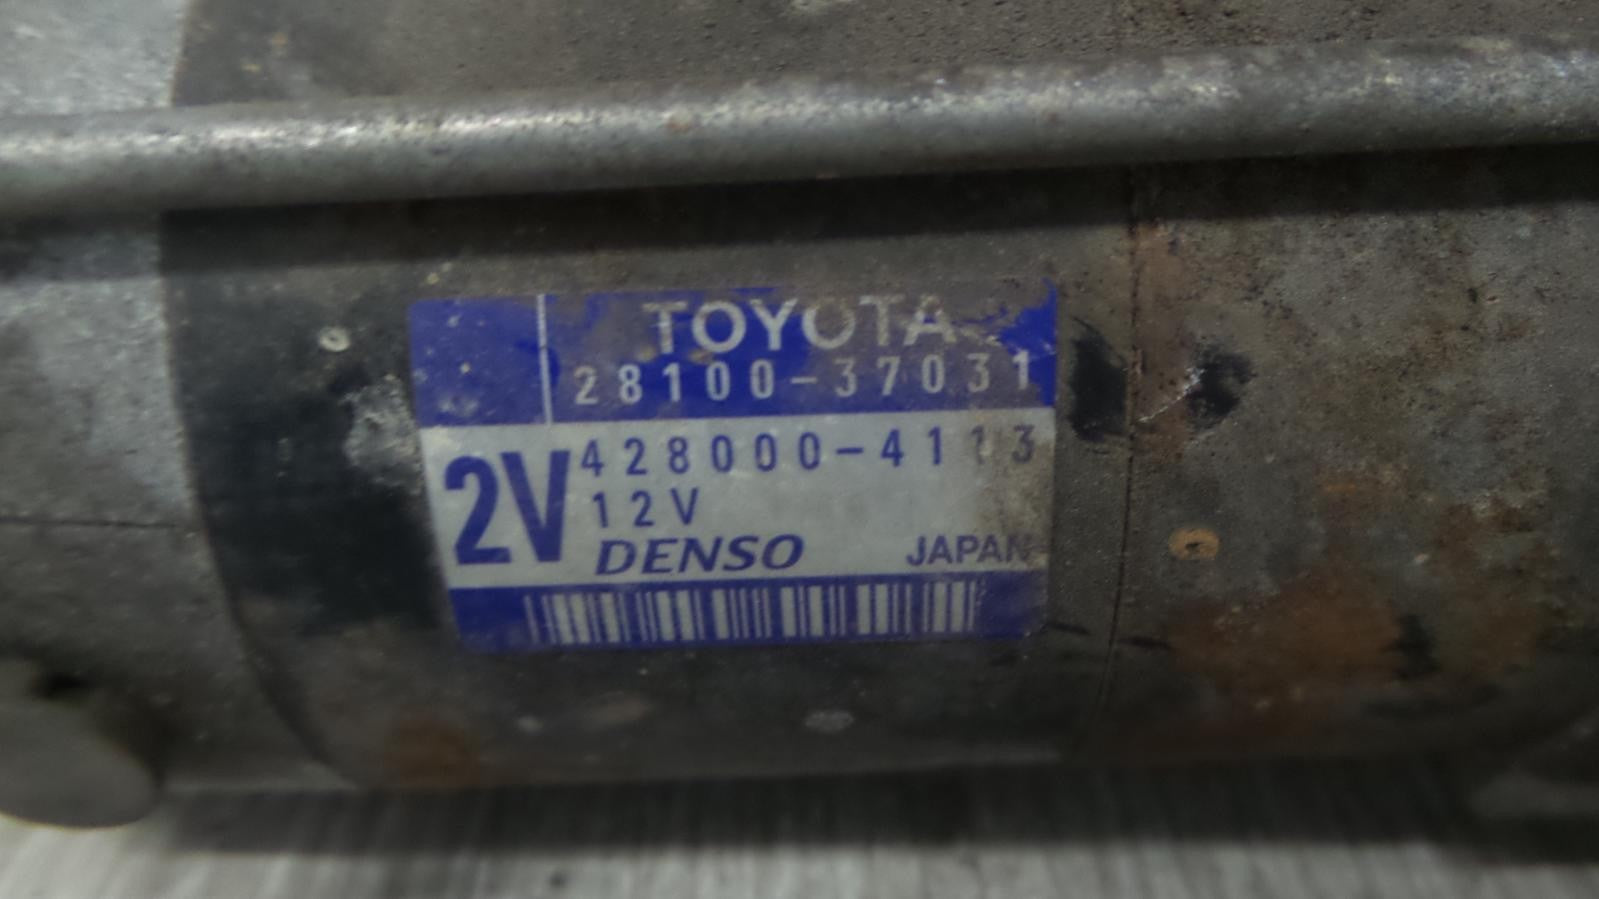 TOYOTA
28100-37031
2V
428000-4113
12V
DENSO JAPAN